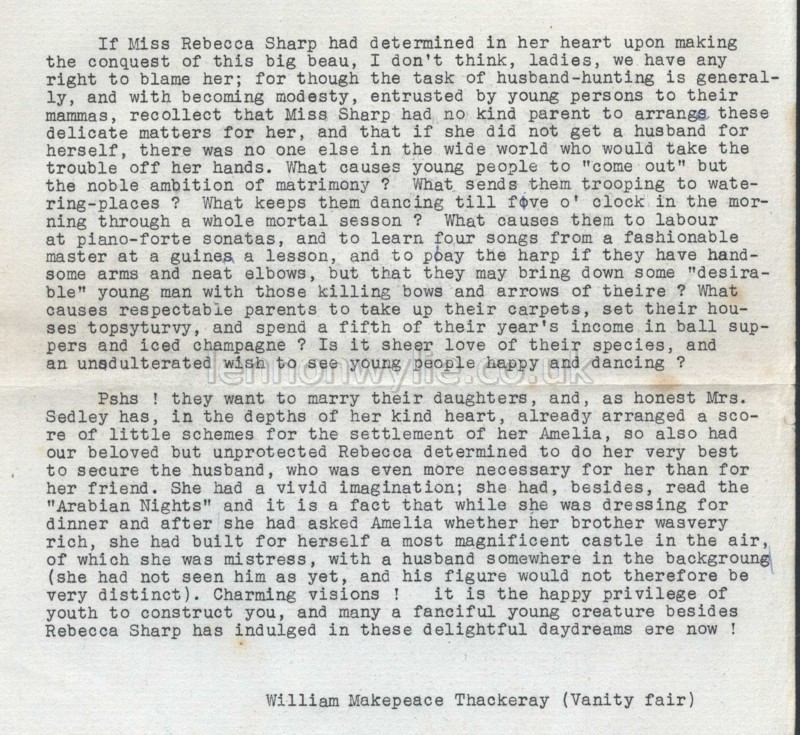 If Miss Rebecca Sharp had determined in her heart upon making
the conquest of this big beau, I don't think, ladies, we have any
right to blame her; for though the task of husband-hunting is general-
ly, and with becoming modesty, entrusted by young persons to their
mammas, recollect that Miss Sharp had no kind parent to arrange these
delicate matters for her, and that if she did not get a husband for
herself, there was no one else in the wide world who would take the
trouble off her hands. What causes young people to "come out" but
the noble ambition of matrimony ? What sends them trooping to wate-
ring-places ? What keeps them dancing till five o' clock in the mor-
ning through a whole mortal sesson ? What causes them to labour
at piano-forte sonatas, and to learn four songs from a fashionable
master at a guines a lesson, and to play the harp if they have hand-
some arms and neat elbows, but that they may bring down some "desira-
ble" young man with those killing bows and arrows of theire ? What
causes respectable parents to take up their carpets, set their hou-
ses topsyturvy, and spend a fifth of their year's income in ball sup-
pers and iced champagne ? Is it sheer love of their species, and
an unsdulterated wish to see young people happy and dancing ?
lennonwylie.co.uk
Pshs ! they want to marry their daughters, and, as honest Mrs.
Sedley has, in the depths of her kind heart, already arranged a sco-
re of little schemes for the settlement of her Amelia, so also had
our beloved but unprotected Rebecca determined to do her very best
to secure the husband, who was even more necessary for her than for
her friend. She had a vivid imagination; she had, besides, read the
"Arabian Nights" and it is a fact that while she was dressing for
dinner and after she had asked Amelia whether her brother wasvery
rich, she had built for herself a most magnificent castle in the air,
of which she was mistress, with a husband somewhere in the backgroung
(she had not seen him as yet, and his figure would not therefore be
very distinct). Charming visions ! it is the happy privilege of
youth to construct you, and many a fanciful young creature besides
Rebecca Sharp has indulged in these delightful daydreams ere now !
William Makepeace Thackeray (Vanity fair)